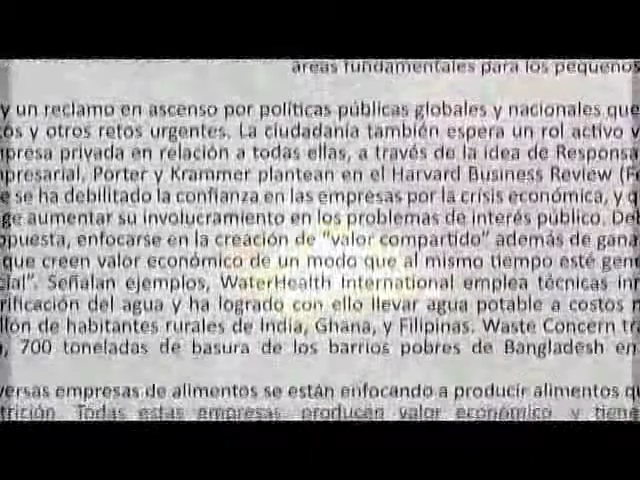 áreas fundamentales para los pequeños
y un reclamo en ascenso por políticas públicas globales y nacionales que
os y otros retos urgentes. La ciudadanía también espera un rol activo
presa privada en relación a todas ellas, a través de la idea de Responsa
presarial, Porter y Krammer plantean en el Harvard Business Review (Fe
e se ha debilitado la confianza en las empresas por la crisis económica, y q
ge aumentar su involucramiento en los problemas de interés público. De
opuesta, enfocarse en la creación de "valor compartido" además de gana
que creen valor económico de un modo que al mismo tiempo esté gen
cial". Señalan ejemplos, WaterHealth International emplea técnicas in
rificación del agua y ha logrado con ello llevar agua potable a costos
llón de habitantes rurales de India, Ghana, y Filipinas. Waste Concern tr
, 700 toneladas de basura de los barrios pobres de Bangladesh en
versas empresas de alimentos se están enfocando a producir alimentos qu
trición. Todas estas empresas producen valor económico y tiene